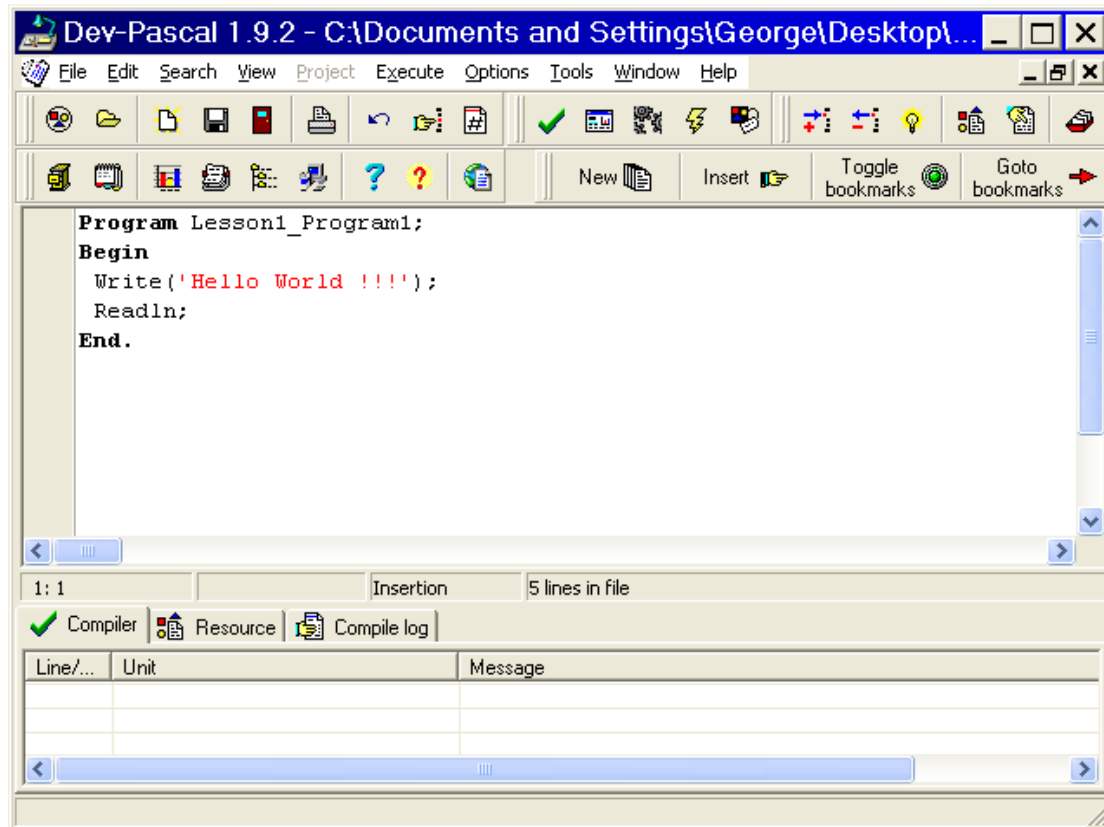 Dev-Pascal 1.9.2 - C:\Documents and Settings\George\Desktop\...
File Edit Search View Project Execute Options Tools Window Help
New Insert Toggle bookmarks Goto bookmarks
Program Lesson1_Program1;
Begin
Write('Hello World !!!');
Readln;
End.
1: 1 Insertion 5 lines in file
Compiler Resource Compile log
Line/... Unit Message